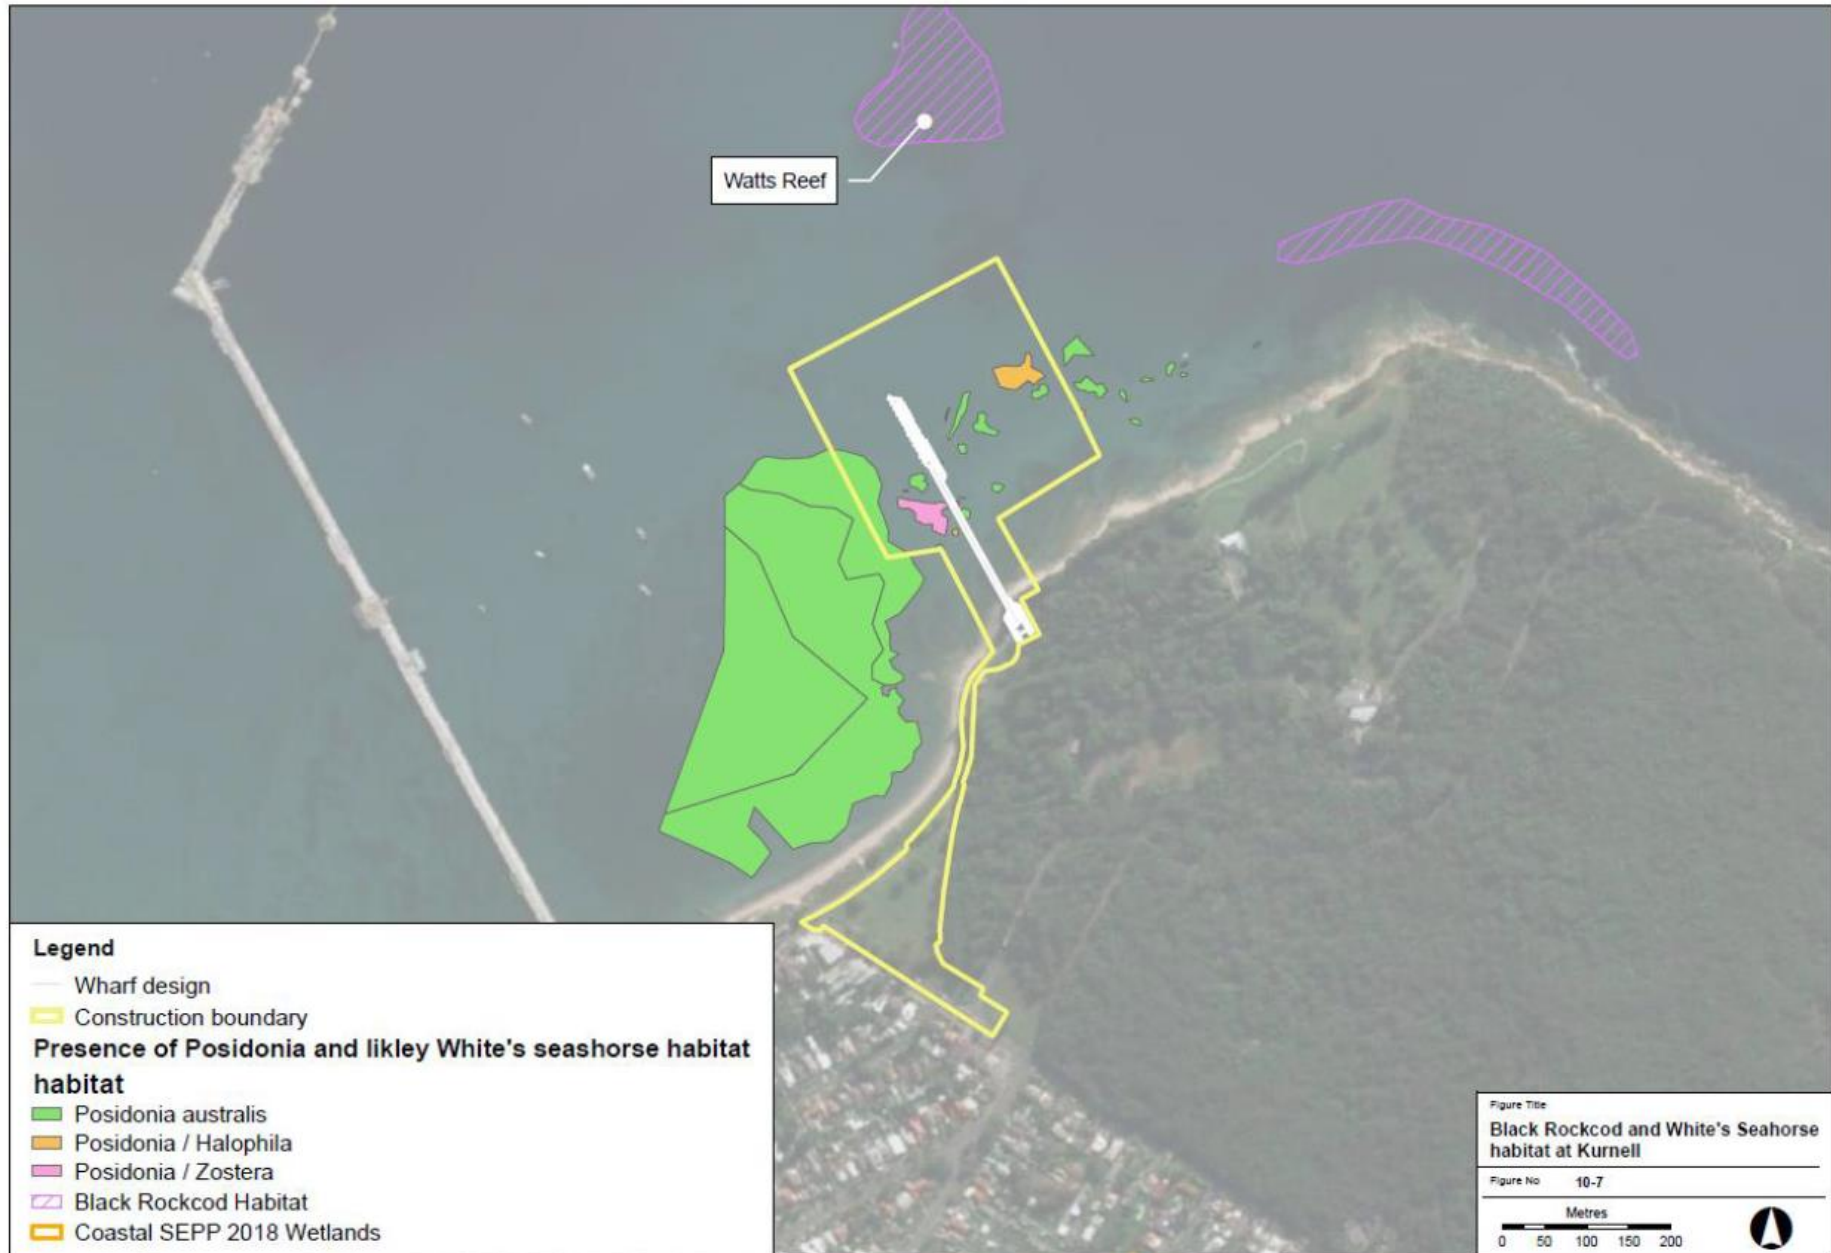 Watts Reef
Legend
Wharf design
Construction boundary
Presence of Posidonia and likley White's seashorse habitat
habitat
Posidonia australis
Posidonia / Halophila
Posidonia / Zostera
Black Rockcod Habitat
Coastal SEPP 2018 Wetlands
Figure Title
Black Rockcod and White's Seahorse
habitat at Kurnell
Figure No 10-7
Metres
0 50 100 150 200